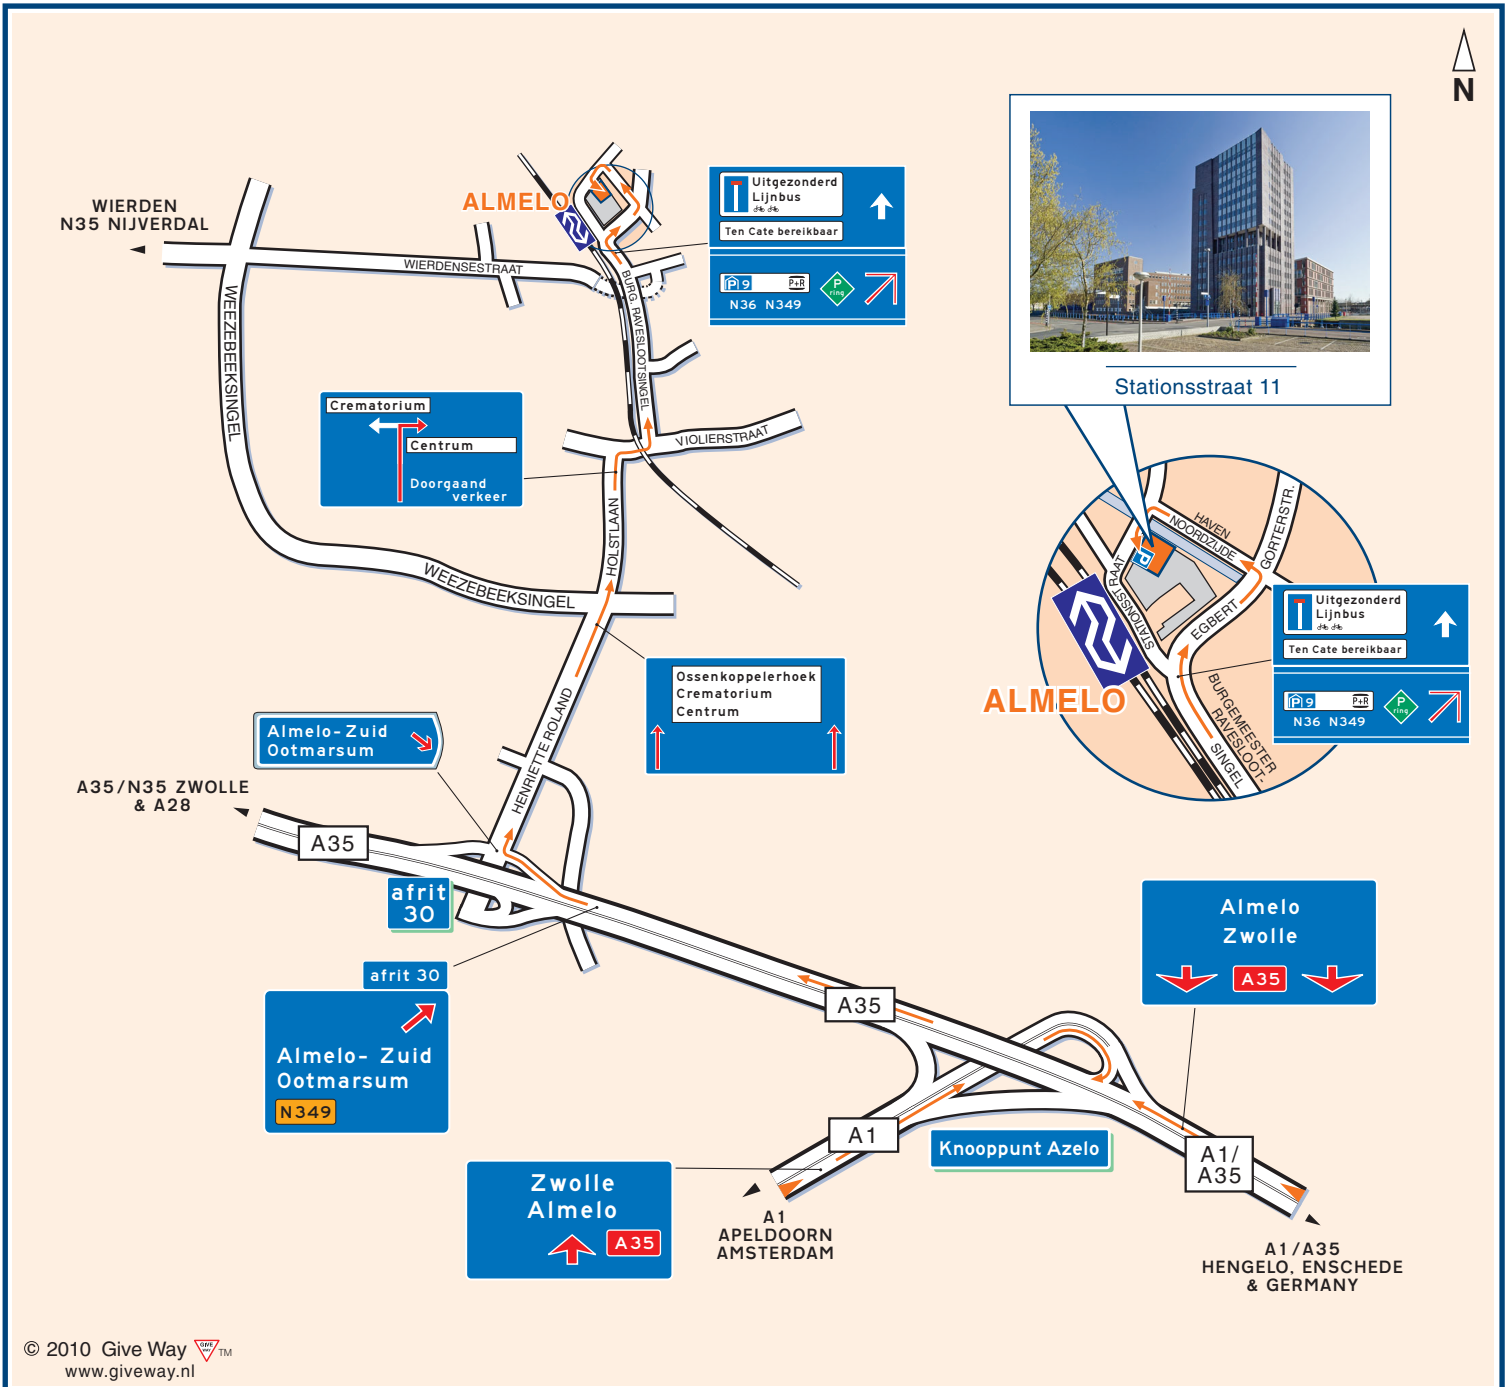 N
WIERDEN
N35 NIJVERDAL
ALMELO
Uitgezonderd
Lijnbus
Ten Cate bereikbaar
P 9
P+R
P
ring
N36 N349
Stationsstraat 11
WIERDENSESTRAAT
WEEZEBEEKSINGEL
BURG. RAVESLOOTSINGEL
Crematorium
Centrum
Doorgaand
verkeer
VIOLIERSTRAAT
HOLSTLAAN
WEEZEBEEKSINGEL
HAVEN
NOORDZIJDE
GORTERSTR.
EGBERT
STATIONSSTRAAT
P
BURGEMEESTER
RAVESLOOT-
SINGEL
ALMELO
Uitgezonderd
Lijnbus
Ten Cate bereikbaar
P 9
P+R
P
ring
N36 N349
Ossenkoppelerhoek
Crematorium
Centrum
HENRIETTE ROLAND
Almelo-Zuid
Ootmarsum
A35/N35 ZWOLLE
& A28
A35
afrit
30
afrit 30
Almelo- Zuid
Ootmarsum
N349
Almelo
Zwolle
A35
A35
A1
Knooppunt Azelo
A1/
A35
Zwolle
Almelo
A35
A1
APELDOORN
AMSTERDAM
A1/A35
HENGELO, ENSCHEDE
& GERMANY
© 2010 Give Way GIVE WAY TM
www.giveway.nl